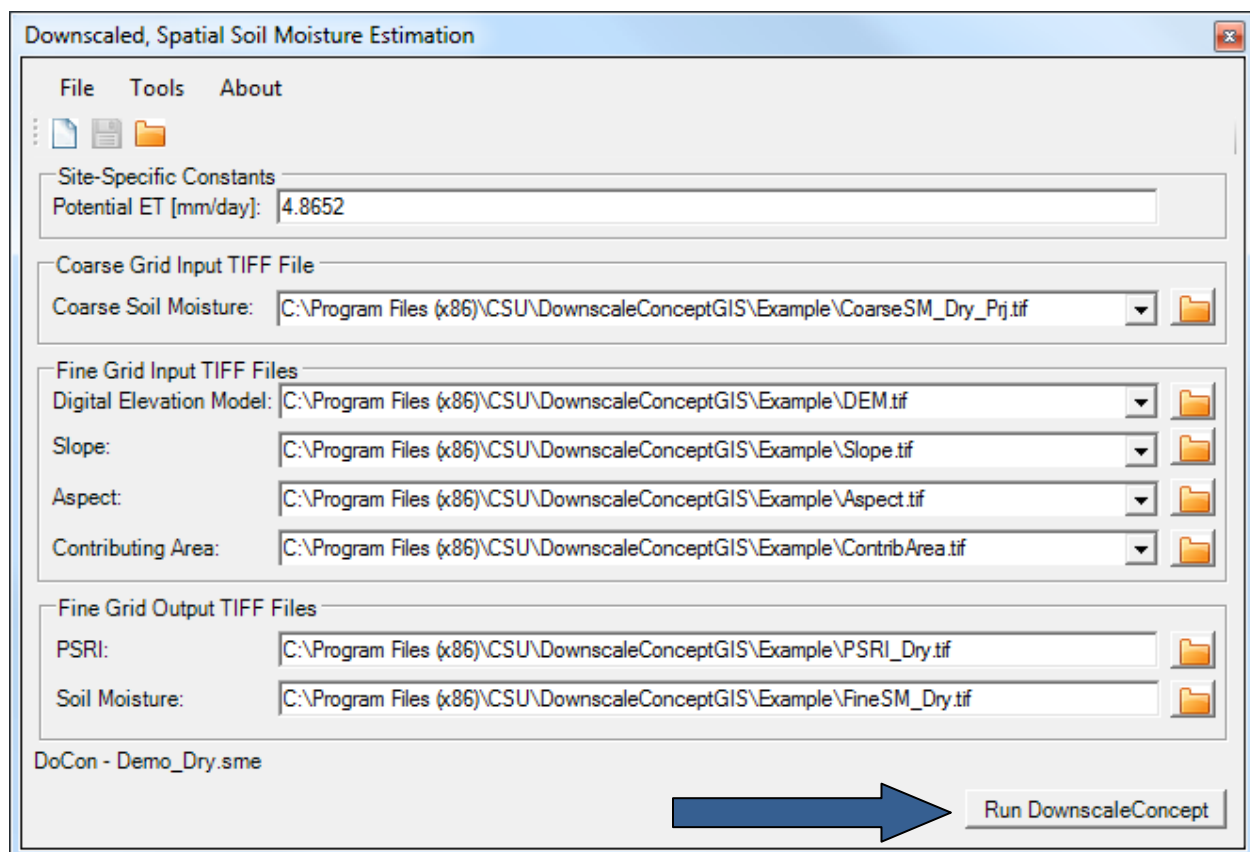 Downscaled, Spatial Soil Moisture Estimation
File Tools About
Site-Specific Constants
Potential ET [mm/day]: 4.8652
Coarse Grid Input TIFF File
Coarse Soil Moisture: C:\Program Files (x86)\CSU\DownscaleConceptGIS\Example\CoarseSM_Dry_Prj.tif
Fine Grid Input TIFF Files
Digital Elevation Model: C:\Program Files (x86)\CSU\DownscaleConceptGIS\Example\DEM.tif
Slope: C:\Program Files (x86)\CSU\DownscaleConceptGIS\Example\Slope.tif
Aspect: C:\Program Files (x86)\CSU\DownscaleConceptGIS\Example\Aspect.tif
Contributing Area: C:\Program Files (x86)\CSU\DownscaleConceptGIS\Example\ContribArea.tif
Fine Grid Output TIFF Files
PSRI: C:\Program Files (x86)\CSU\DownscaleConceptGIS\Example\PSRI_Dry.tif
Soil Moisture: C:\Program Files (x86)\CSU\DownscaleConceptGIS\Example\FineSM_Dry.tif
DoCon - Demo_Dry.sme
Run DownscaleConcept